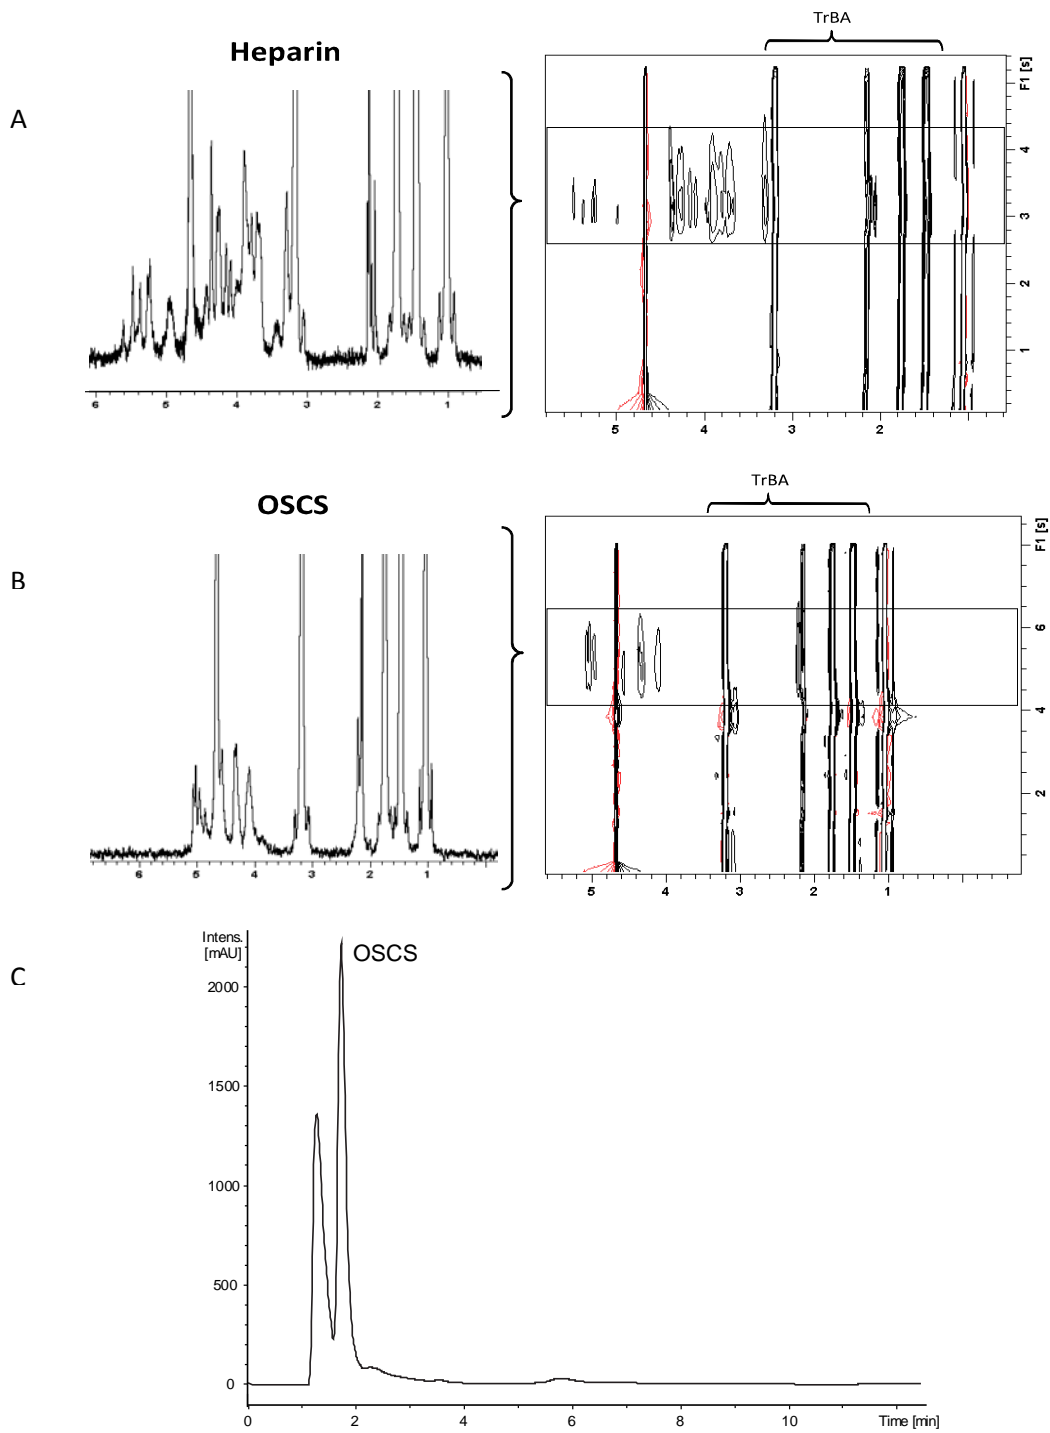 TrBA
Heparin
A
F1 [s]
4
3
2
1
6 5 4 3 2 1
5 4 3 2
TrBA
OSCS
B
F1 [s]
6
4
2
6 5 4 3 2 1
5 4 3 2 1
C
Intens.
[mAU]
OSCS
2000
1500
1000
500
0
0 2 4 6 8 10 Time [min]